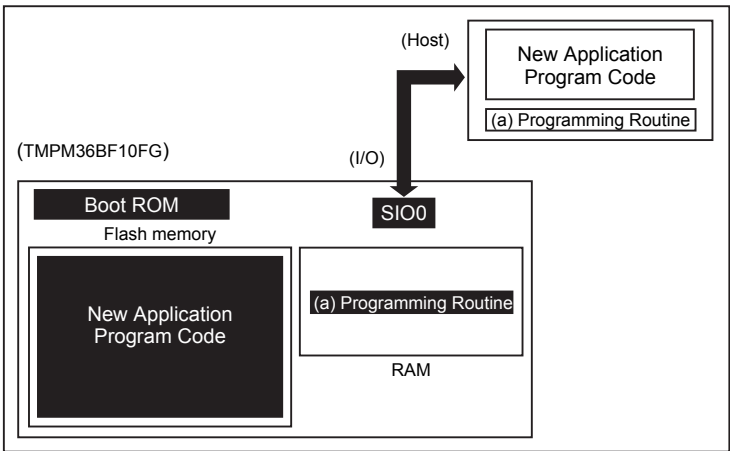 (Host)
New Application
Program Code
(a) Programming Routine
(TMPM36BF10FG)
(I/O)
Boot ROM
SIO0
Flash memory
New Application
Program Code
(a) Programming Routine
RAM